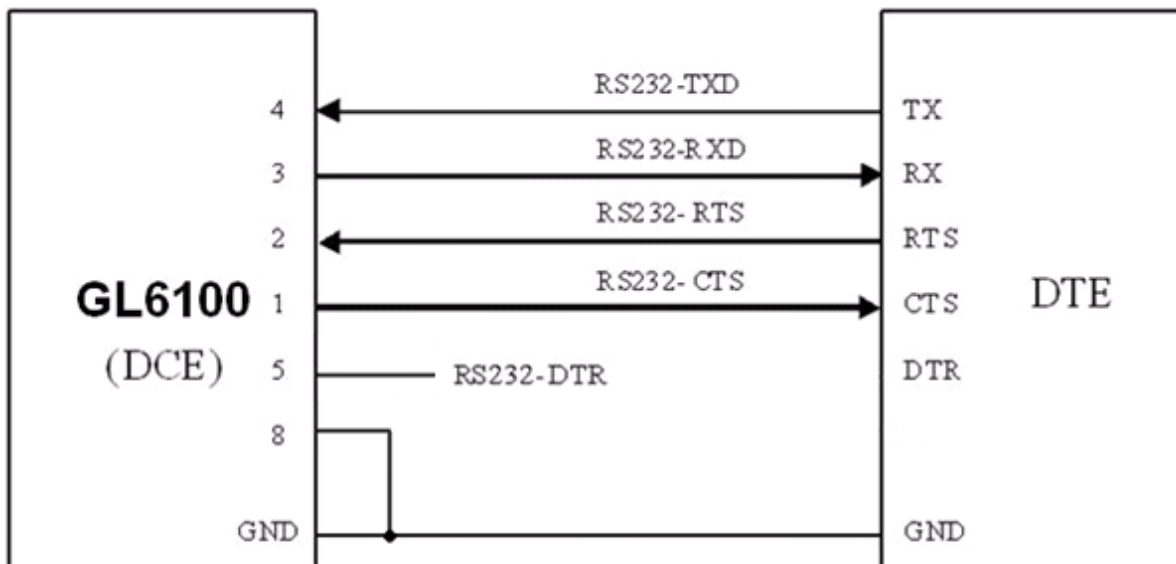 RS232-TXD
4
TX
RS232-RXD
3
RX
RS232- RTS
2
RTS
RS232- CTS
GL6100
1
CTS
DTE
(DCE)
5
RS232-DTR
DTR
8
GND
GND